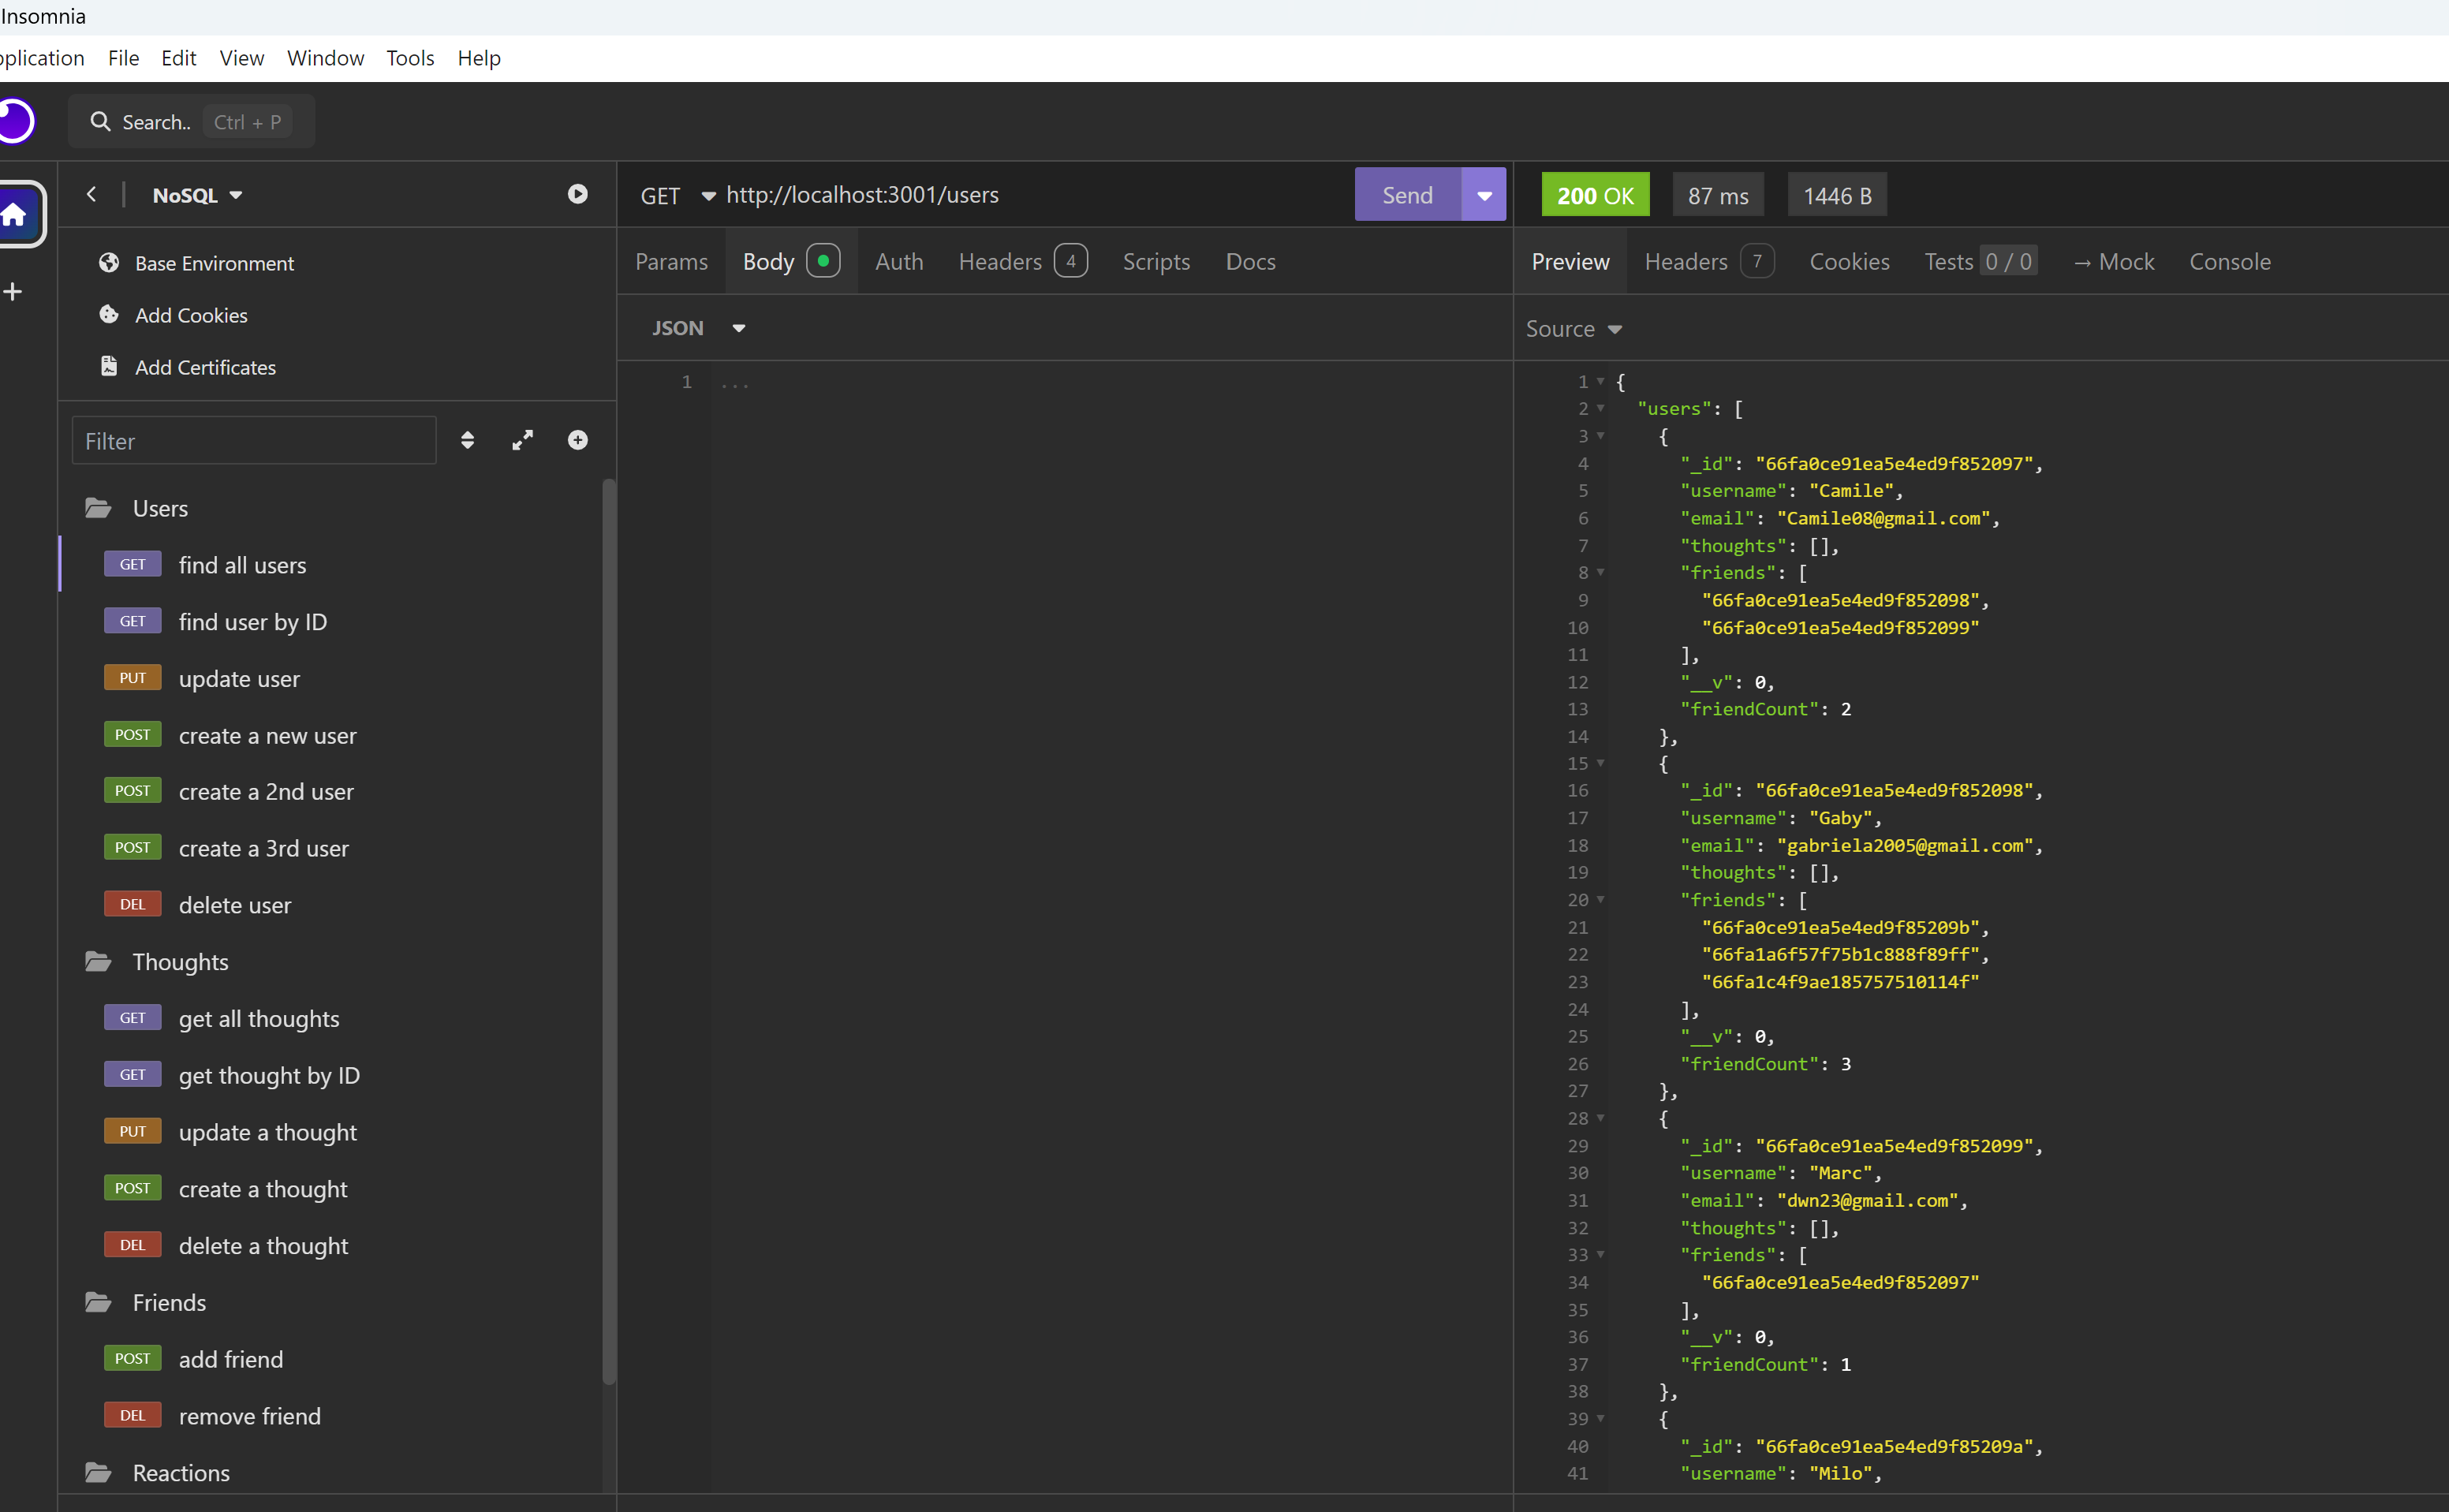 Insomnia
pplication File Edit View Window Tools Help
Search.. Ctrl + P
NoSQL
Base Environment
Add Cookies
Add Certificates
Filter
Users
GET find all users
GET find user by ID
PUT update user
POST create a new user
POST create a 2nd user
POST create a 3rd user
DEL delete user
Thoughts
GET get all thoughts
GET get thought by ID
PUT update a thought
POST create a thought
DEL delete a thought
Friends
POST add friend
DEL remove friend
Reactions
GET http://localhost:3001/users Send
Params Body Auth Headers 4 Scripts Docs
JSON
1 ...
200 OK 87 ms 1446 B
Preview Headers 7 Cookies Tests 0 / 0 → Mock Console
Source
1 {
2 "users": [
3 {
4 "_id": "66fa0ce91ea5e4ed9f852097",
5 "username": "Camile",
6 "email": "Camile08@gmail.com",
7 "thoughts": [],
8 "friends": [
9 "66fa0ce91ea5e4ed9f852098",
10 "66fa0ce91ea5e4ed9f852099"
11 ],
12 "__v": 0,
13 "friendCount": 2
14 },
15 {
16 "_id": "66fa0ce91ea5e4ed9f852098",
17 "username": "Gaby",
18 "email": "gabriela2005@gmail.com",
19 "thoughts": [],
20 "friends": [
21 "66fa0ce91ea5e4ed9f85209b",
22 "66fa1a6f57f75b1c888f89ff",
23 "66fa1c4f9ae185757510114f"
24 ],
25 "__v": 0,
26 "friendCount": 3
27 },
28 {
29 "_id": "66fa0ce91ea5e4ed9f852099",
30 "username": "Marc",
31 "email": "dwn23@gmail.com",
32 "thoughts": [],
33 "friends": [
34 "66fa0ce91ea5e4ed9f852097"
35 ],
36 "__v": 0,
37 "friendCount": 1
38 },
39 {
40 "_id": "66fa0ce91ea5e4ed9f85209a",
41 "username": "Milo",